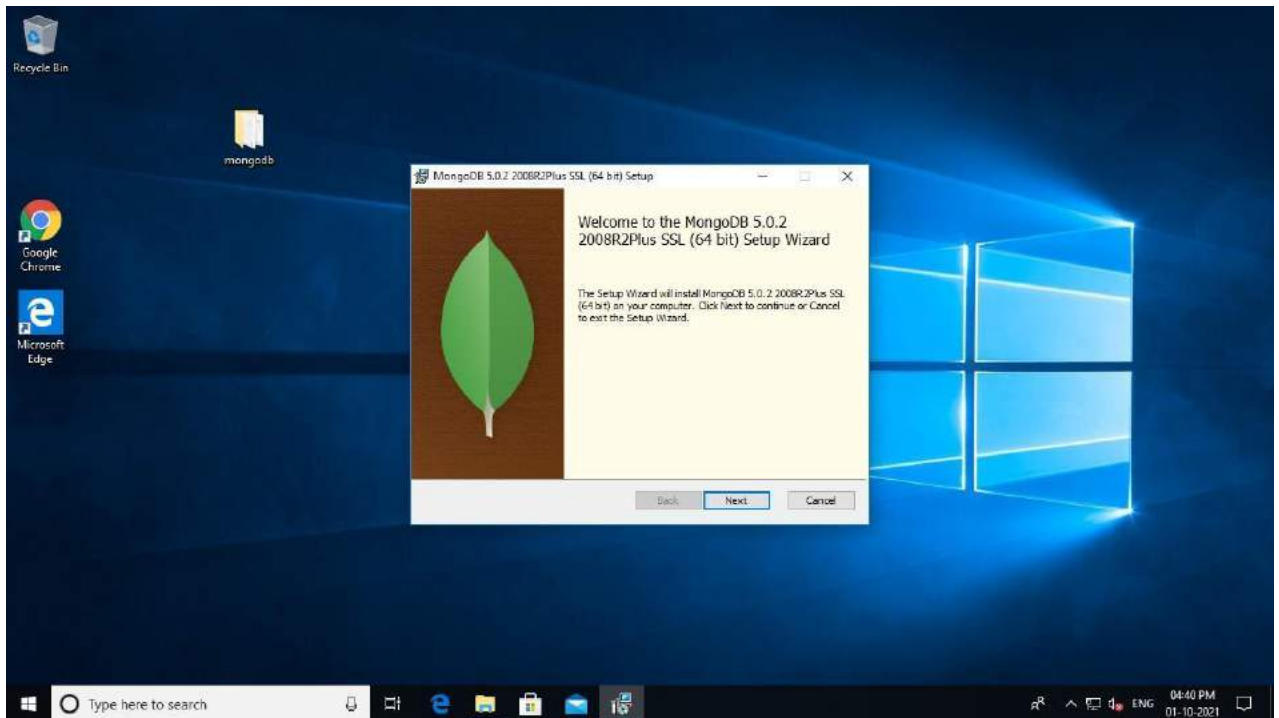 Recycle Bin
mongodb
Google
Chrome
Microsoft
Edge
MongoDB 5.0.2 2008R2Plus SSL (64 bit) Setup
Welcome to the MongoDB 5.0.2
2008R2Plus SSL (64 bit) Setup Wizard
The Setup Wizard will install MongoDB 5.0.2 2008R2Plus SSL
(64 bit) on your computer. Click Next to continue or Cancel
to exit the Setup Wizard.
Back Next Cancel
Type here to search
ENG
04:40 PM
01-10-2021